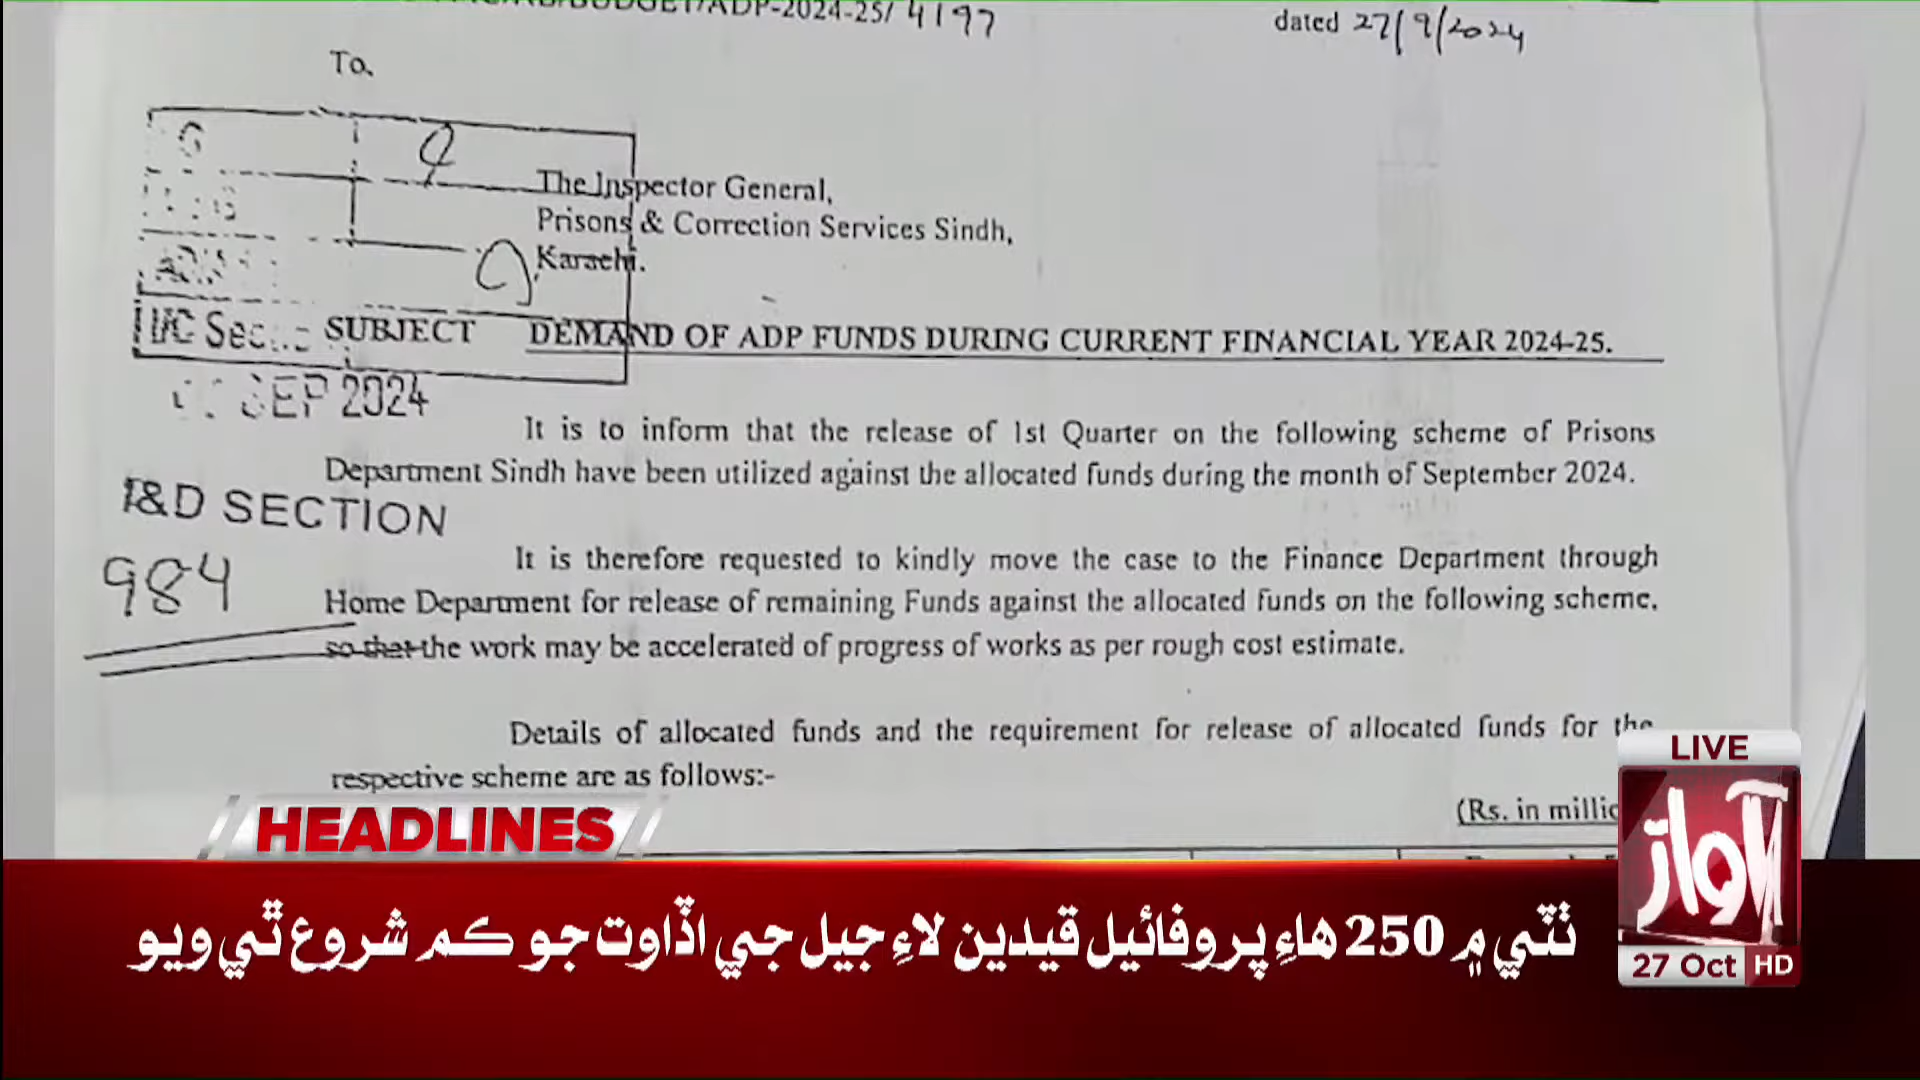 BUDGET/ADP-2024-25/ 4197
dated 27/9/2024
To,
The Inspector General,
Prisons & Correction Services Sindh,
Karachi.
SUBJECT DEMAND OF ADP FUNDS DURING CURRENT FINANCIAL YEAR 2024-25.
SEP 2024
It is to inform that the release of 1st Quarter on the following scheme of Prisons
Department Sindh have been utilized against the allocated funds during the month of September 2024.
I&D SECTION
984
It is therefore requested to kindly move the case to the Finance Department through
Home Department for release of remaining Funds against the allocated funds on the following scheme.
so that the work may be accelerated of progress of works as per rough cost estimate.
Details of allocated funds and the requirement for release of allocated funds for the
respective scheme are as follows:-
(Rs. in millio
LIVE
آواز
27 Oct HD
HEADLINES
ٺٽي ۾ 250 هاءِ پروفائيل قيدين لاءِ جيل جي اڏاوت جو ڪم شروع ٿي ويو